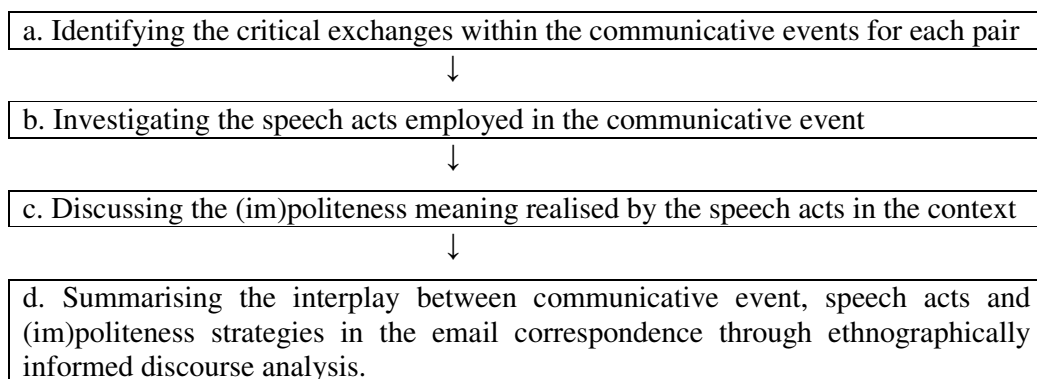 a. Identifying the critical exchanges within the communicative events for each pair
↓
b. Investigating the speech acts employed in the communicative event
↓
c. Discussing the (im)politeness meaning realised by the speech acts in the context
↓
d. Summarising the interplay between communicative event, speech acts and
(im)politeness strategies in the email correspondence through ethnographically
informed discourse analysis.